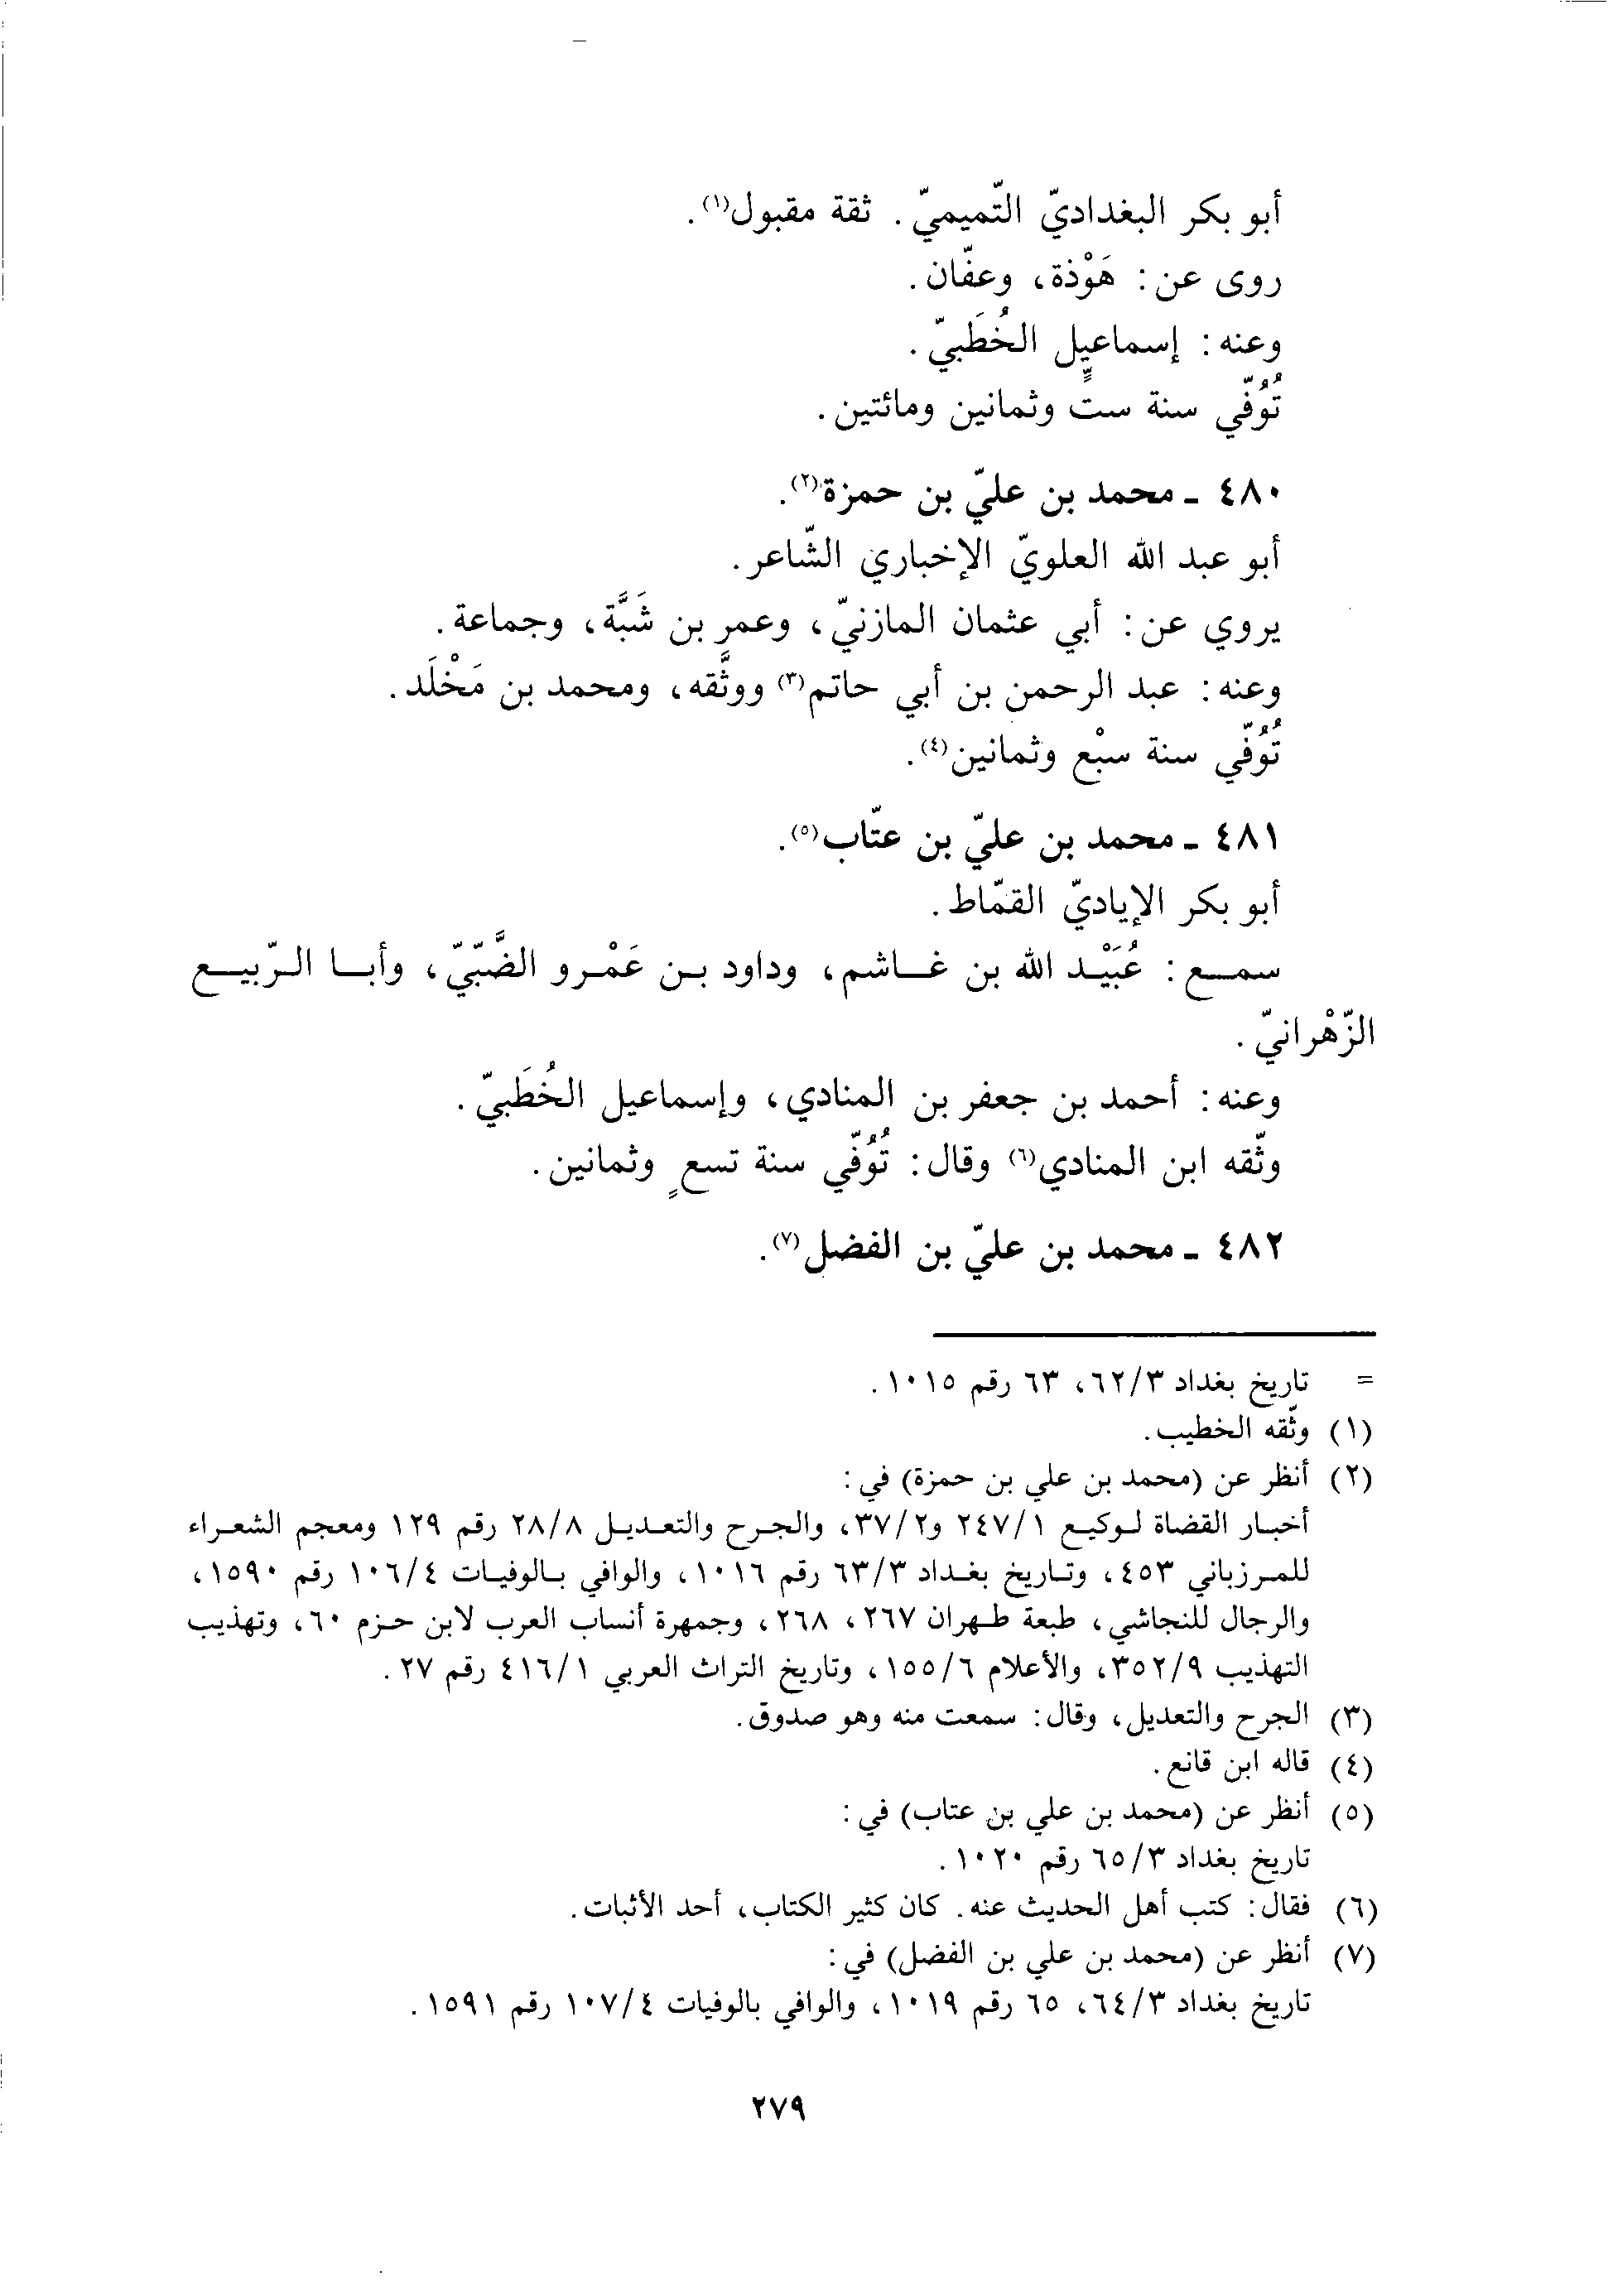 أبو بكر البغداديّ التّميميّ. ثقة مقبول(١).
روى عن: هَوْذة، وعفّان.
وعنه: إسماعيل الخُطَبيّ.
تُوُفّي سنة ستٍّ وثمانين ومائتين.
٤٨٠ ـ محمد بن عليّ بن حمزة(٢).
أبو عبد الله العلويّ الإخباري الشّاعر.
يروي عن: أبي عثمان المازنيّ، وعمر بن شَبَّة، وجماعة.
وعنه: عبد الرحمن بن أبي حاتم(٣) ووثَّقه، ومحمد بن مَخْلَد.
تُوُفّي سنة سبْع وثمانين(٤).
٤٨١ ـ محمد بن عليّ بن عتّاب(٥).
أبو بكر الإياديّ القمّاط.
سمع: عُبَيْد الله بن غاشم، وداود بن عَمْرو الضَّبّيّ، وأبا الرّبيع
الزّهْرانيّ.
وعنه: أحمد بن جعفر بن المنادي، وإسماعيل الخُطَبيّ.
وثّقه ابن المنادي(٦) وقال: تُوُفّي سنة تسعٍ وثمانين.
٤٨٢ ـ محمد بن عليّ بن الفضل(٧).
= تاريخ بغداد ٣/٦٢، ٦٣ رقم ١٠١٥.
(١) وثّقه الخطيب.
(٢) أنظر عن (محمد بن علي بن حمزة) في:
أخبار القضاة لوكيع ١/٢٤٧ و٢/٣٧، والجرح والتعديل ٨/٢٨ رقم ١٢٩ ومعجم الشعراء
للمرزباني ٤٥٣، وتاريخ بغداد ٣/٦٣ رقم ١٠١٦، والوافي بالوفيات ٤/١٠٦ رقم ١٥٩٠،
والرجال للنجاشي، طبعة طهران ٢٦٧، ٢٦٨، وجمهرة أنساب العرب لابن حزم ٦٠، وتهذيب
التهذيب ٩/٣٥٢، والأعلام ٦/١٥٥، وتاريخ التراث العربي ١/٤١٦ رقم ٢٧.
(٣) الجرح والتعديل، وقال: سمعت منه وهو صدوق.
(٤) قاله ابن قانع.
(٥) أنظر عن (محمد بن علي بن عتاب) في:
تاريخ بغداد ٣/٦٥ رقم ١٠٢٠.
(٦) فقال: كتب أهل الحديث عنه. كان كثير الكتاب، أحد الأثبات.
(٧) أنظر عن (محمد بن علي بن الفضل) في:
تاريخ بغداد ٣/٦٤، ٦٥ رقم ١٠١٩، والوافي بالوفيات ٤/١٠٧ رقم ١٥٩١.
٢٧٩